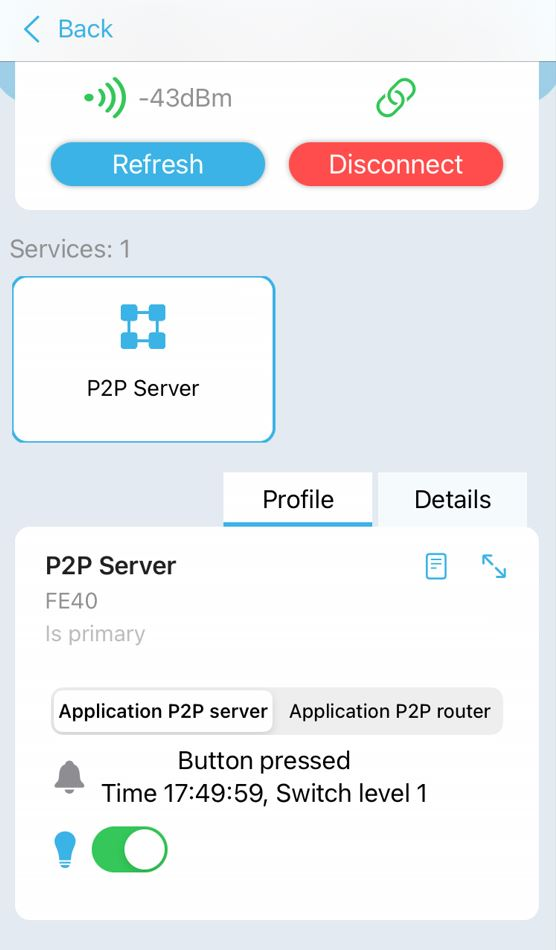 Back
-43dBm
Refresh
Disconnect
Services: 1
P2P Server
Profile
Details
P2P Server
FE40
Is primary
Application P2P server
Application P2P router
Button pressed
Time 17:49:59, Switch level 1